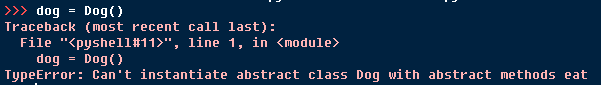 >>> dog = Dog()
Traceback (most recent call last):
  File "<pyshell#11>", line 1, in <module>
    dog = Dog()
TypeError: Can't instantiate abstract class Dog with abstract methods eat